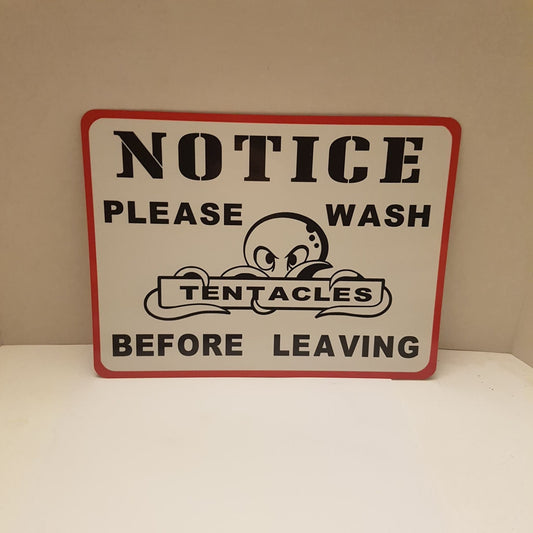 NOTICE
PLEASE WASH
TENTACLES
BEFORE LEAVING